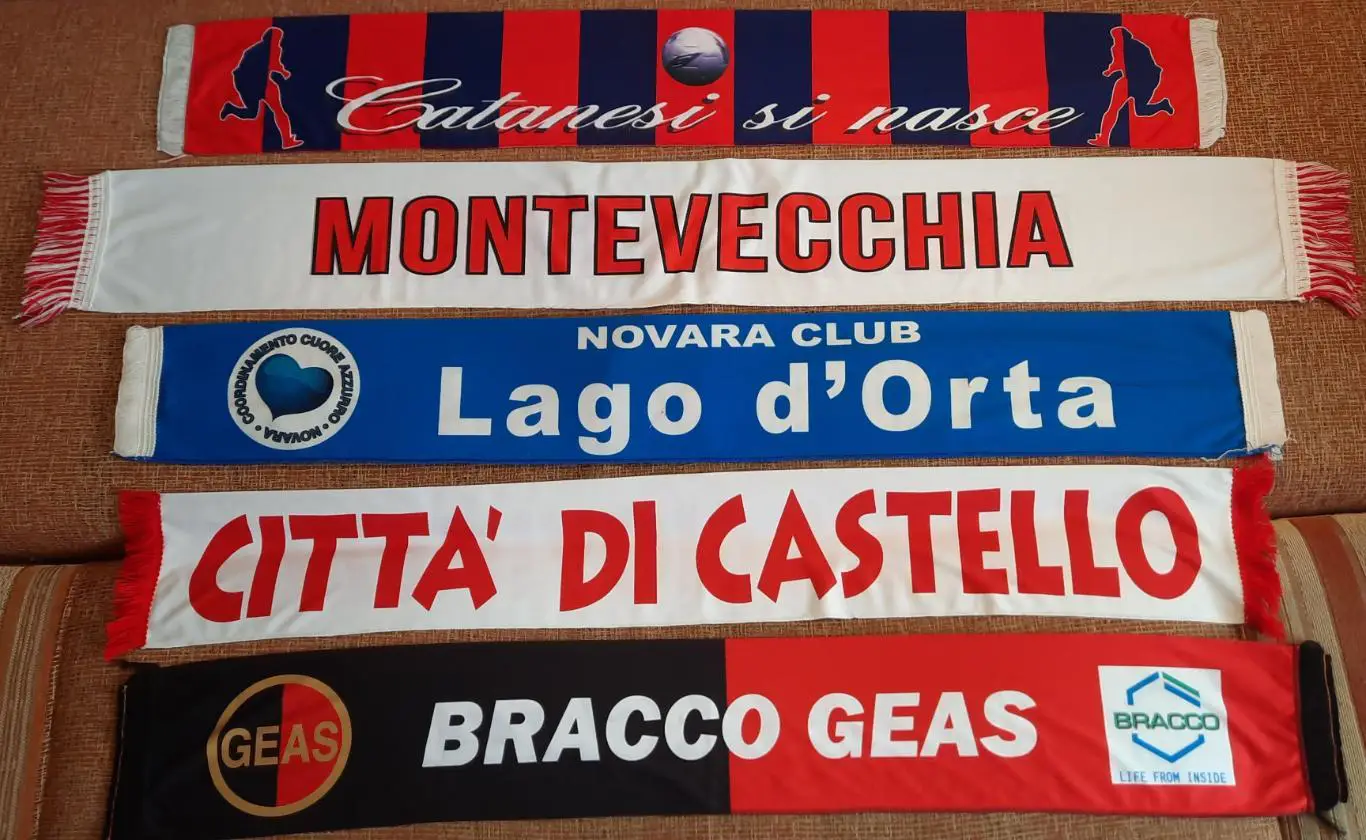 Catanesi si nasce
MONTEVECCHIA
COORDINAMENTO CUORE AZZURRO • NOVARA •
NOVARA CLUB
Lago d’Orta
CITTA' DI CASTELLO
GEAS
BRACCO GEAS
BRACCO
LIFE FROM INSIDE